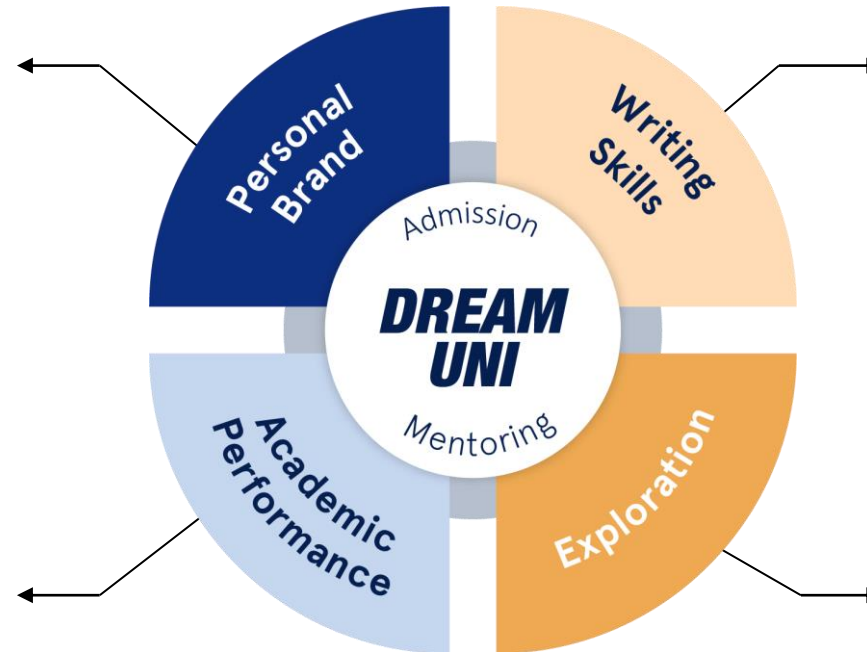 Personal
Brand
Writing
Skills
Admission
DREAM
UNI
Mentoring
Academic
Performance
Exploration